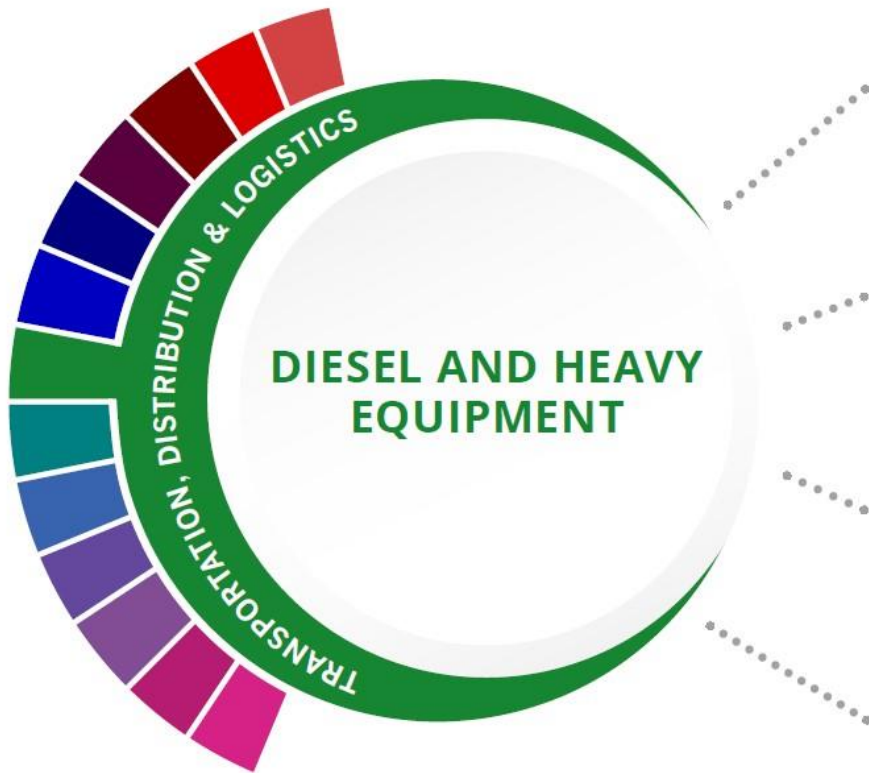 TRANSPORTATION, DISTRIBUTION & LOGISTICS
DIESEL AND HEAVY
EQUIPMENT